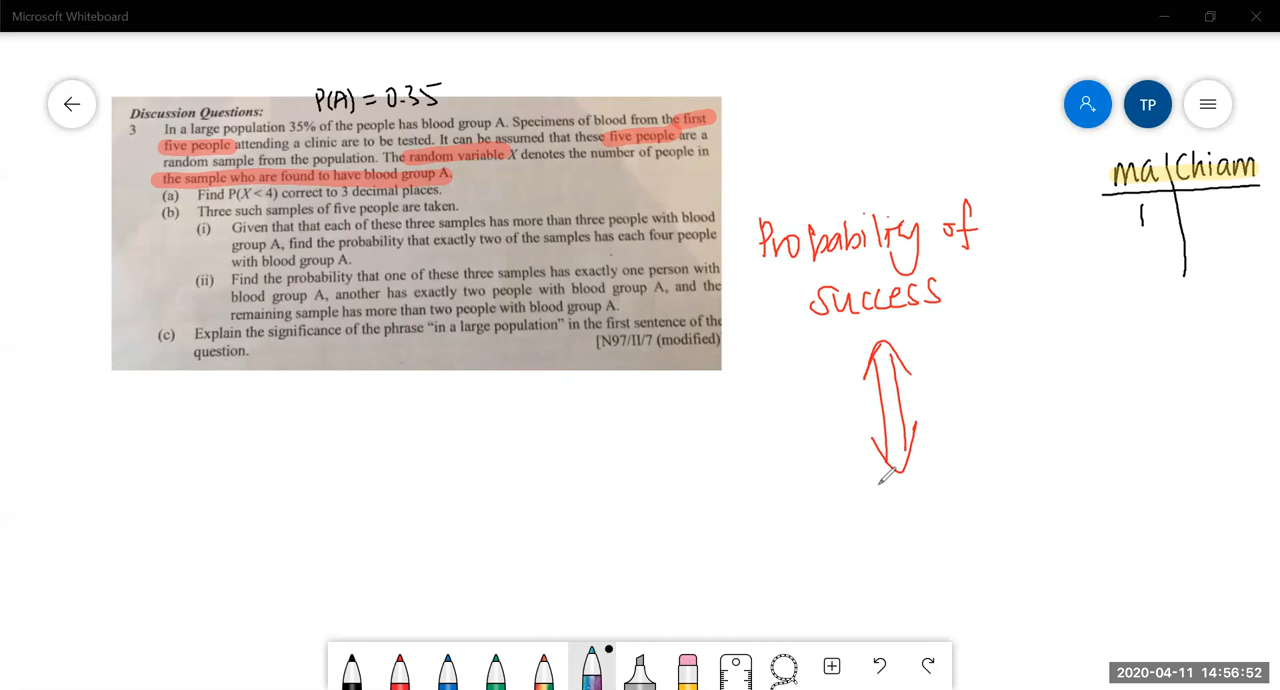 Microsoft Whiteboard
P(A) = 0.35
Discussion Questions:
3 In a large population 35% of the people has blood group A. Specimens of blood from the first
five people attending a clinic are to be tested. It can be assumed that these five people are a
random sample from the population. The random variable X denotes the number of people in
the sample who are found to have blood group A.
(a) Find P(X < 4) correct to 3 decimal places.
(b) Three such samples of five people are taken.
(i) Given that that each of these three samples has more than three people with blood
group A, find the probability that exactly two of the samples has each four people
with blood group A.
(ii) Find the probability that one of these three samples has exactly one person with
blood group A, another has exactly two people with blood group A, and the
remaining sample has more than two people with blood group A.
(c) Explain the significance of the phrase “in a large population” in the first sentence of the
question. [N97/II/7 (modified)
Probability of
success
TP
ma Chiam
1
2020-04-11 14:56:52